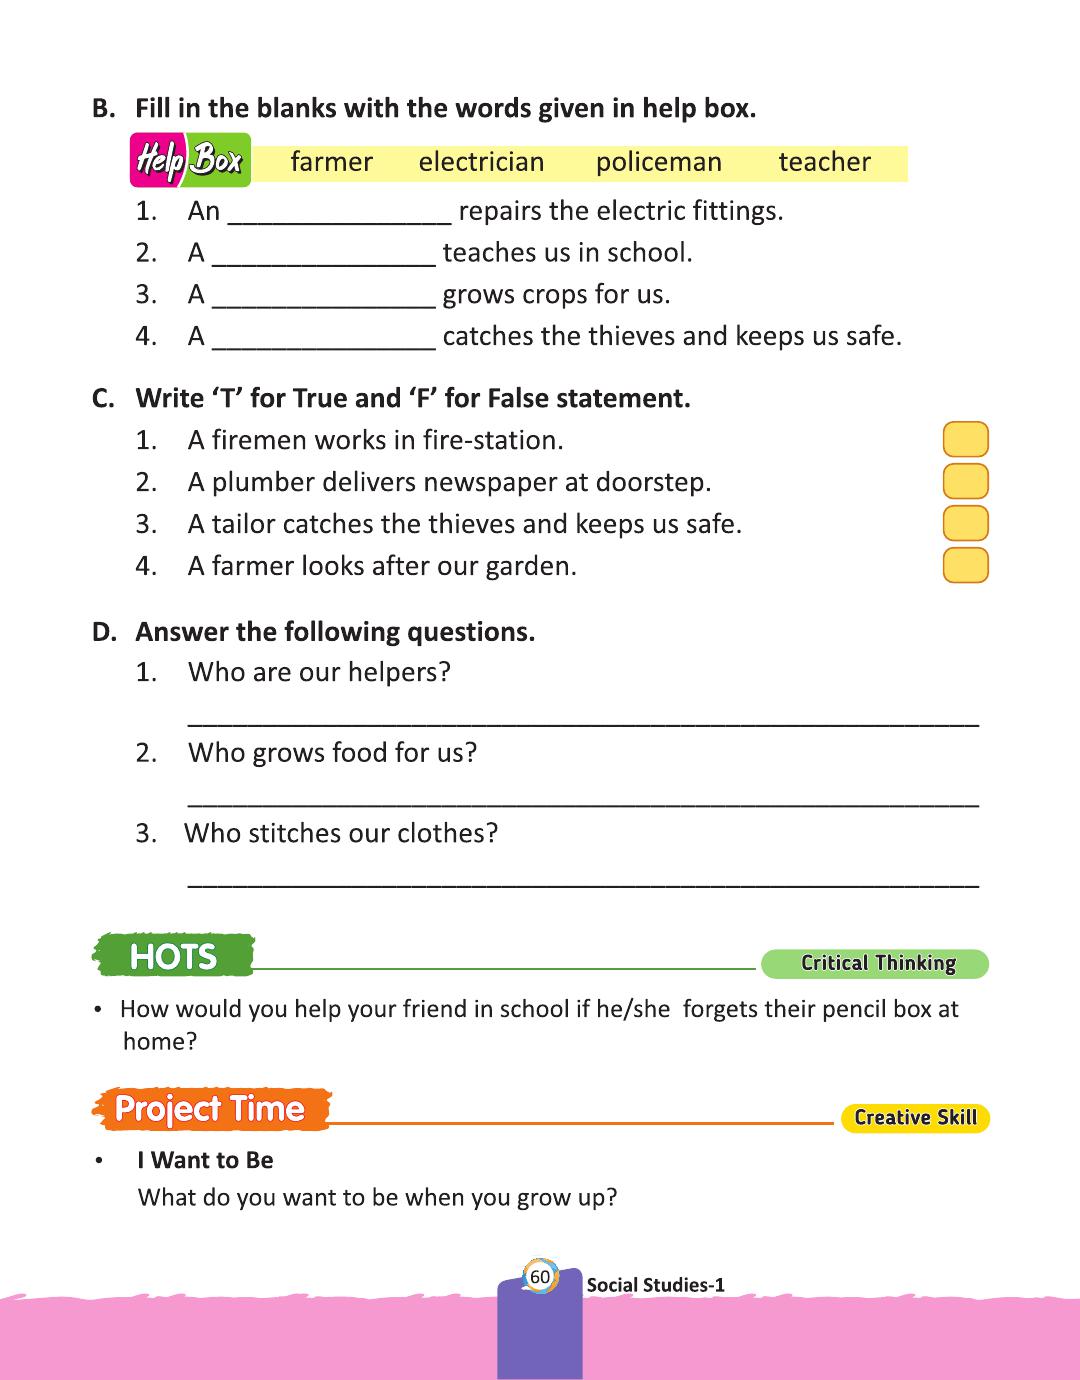 B. Fill in the blanks with the words given in help box.
Help Box farmer electrician policeman teacher
1. An _______________ repairs the electric fittings.
2. A _______________ teaches us in school.
3. A _______________ grows crops for us.
4. A _______________ catches the thieves and keeps us safe.
C. Write ‘T’ for True and ‘F’ for False statement.
1. A firemen works in fire-station.
2. A plumber delivers newspaper at doorstep.
3. A tailor catches the thieves and keeps us safe.
4. A farmer looks after our garden.
D. Answer the following questions.
1. Who are our helpers?
2. Who grows food for us?
3. Who stitches our clothes?
HOTS Critical Thinking
• How would you help your friend in school if he/she forgets their pencil box at
home?
Project Time Creative Skill
• I Want to Be
What do you want to be when you grow up?
60 Social Studies-1